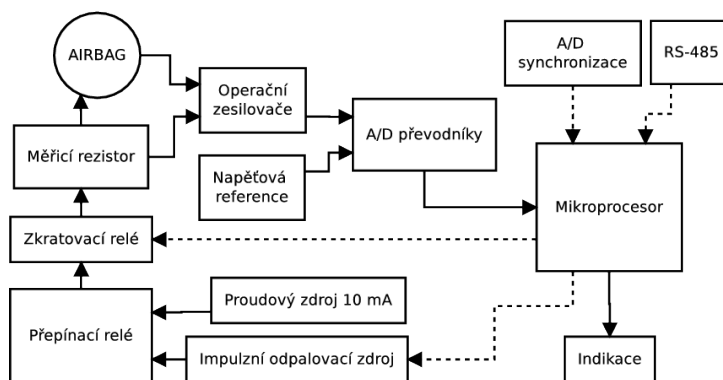 AIRBAG
A/D
synchronizace
RS-485
Operační
zesilovače
Měřicí rezistor
A/D převodníky
Napěťová
reference
Mikroprocesor
Zkratovací relé
Proudový zdroj 10 mA
Přepínací relé
Impulzní odpalovací zdroj
Indikace